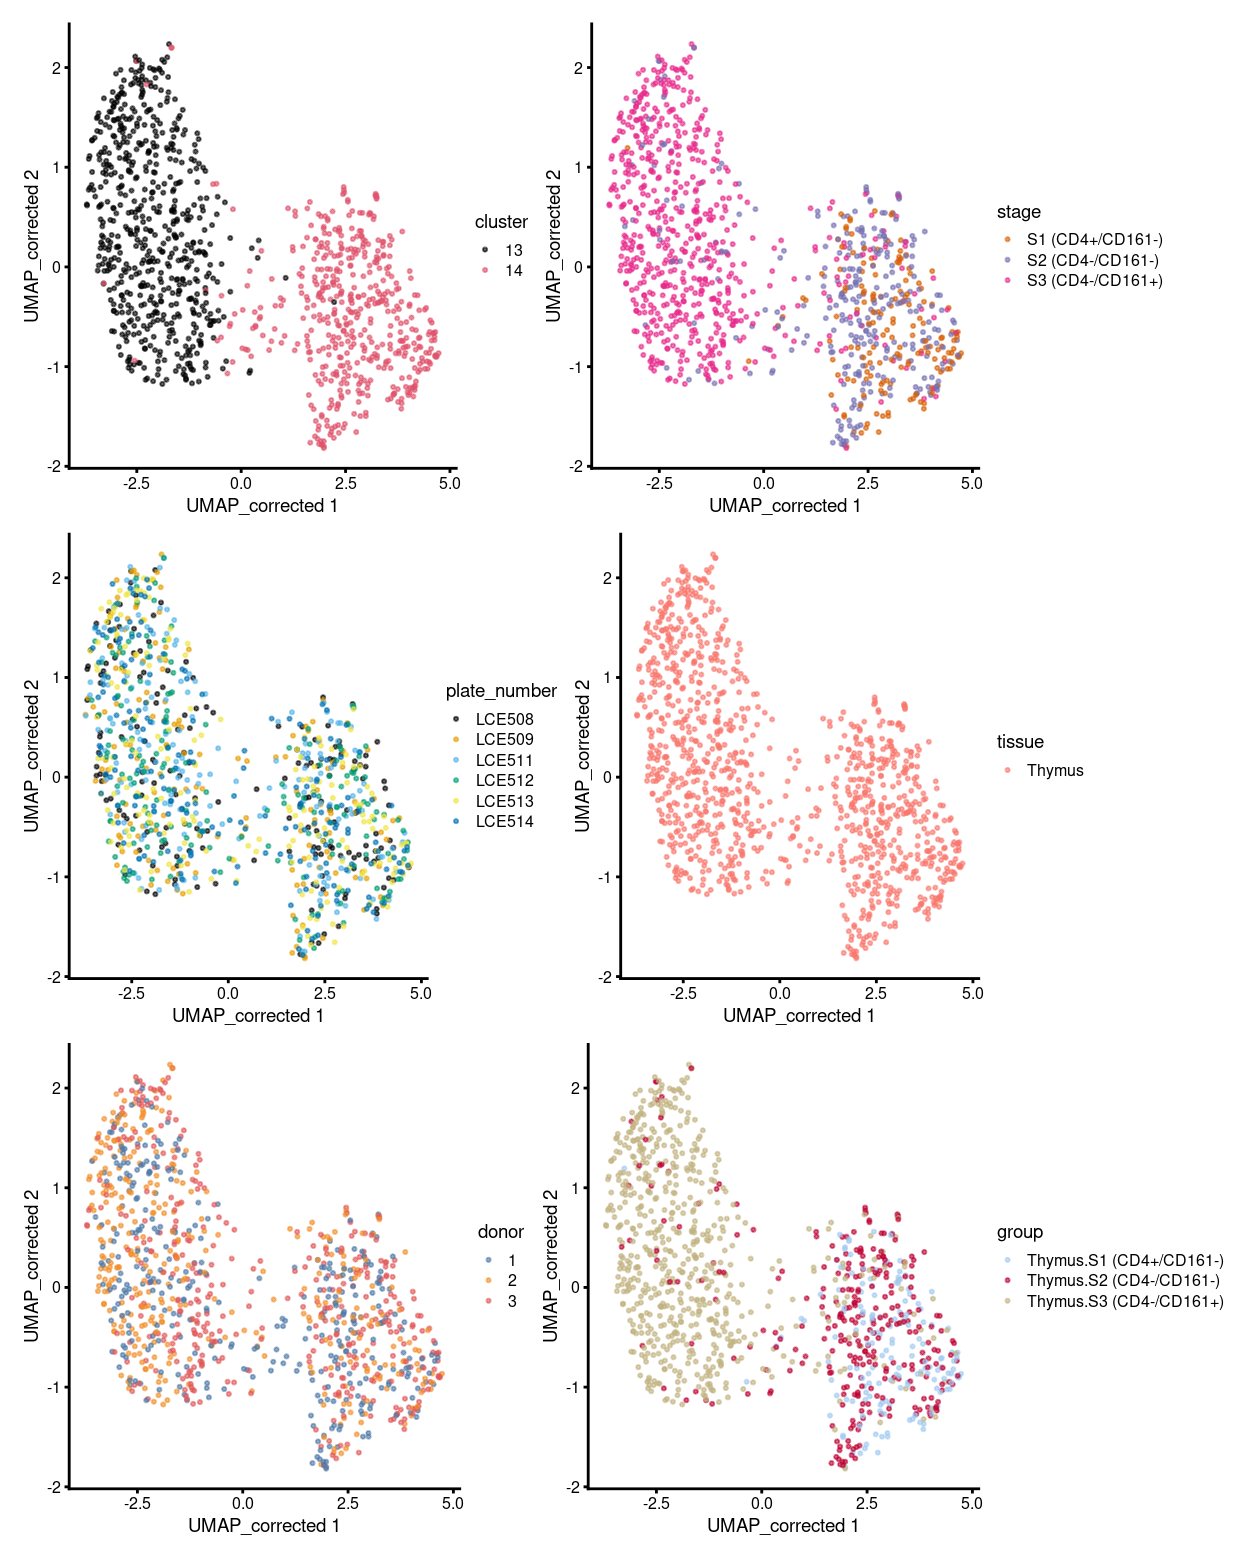 UMAP_corrected 2
2
1
0
-1
-2
-2.5
0.0
2.5
5.0
UMAP_corrected 1
cluster
13
14
UMAP_corrected 2
2
1
0
-1
-2
-2.5
0.0
2.5
5.0
UMAP_corrected 1
stage
S1 (CD4+/CD161-)
S2 (CD4-/CD161-)
S3 (CD4-/CD161+)
UMAP_corrected 2
2
1
0
-1
-2
-2.5
0.0
2.5
5.0
UMAP_corrected 1
plate_number
LCE508
LCE509
LCE511
LCE512
LCE513
LCE514
UMAP_corrected 2
2
1
0
-1
-2
-2.5
0.0
2.5
5.0
UMAP_corrected 1
tissue
Thymus
UMAP_corrected 2
2
1
0
-1
-2
-2.5
0.0
2.5
5.0
UMAP_corrected 1
donor
1
2
3
UMAP_corrected 2
2
1
0
-1
-2
-2.5
0.0
2.5
5.0
UMAP_corrected 1
group
Thymus.S1 (CD4+/CD161-)
Thymus.S2 (CD4-/CD161-)
Thymus.S3 (CD4-/CD161+)